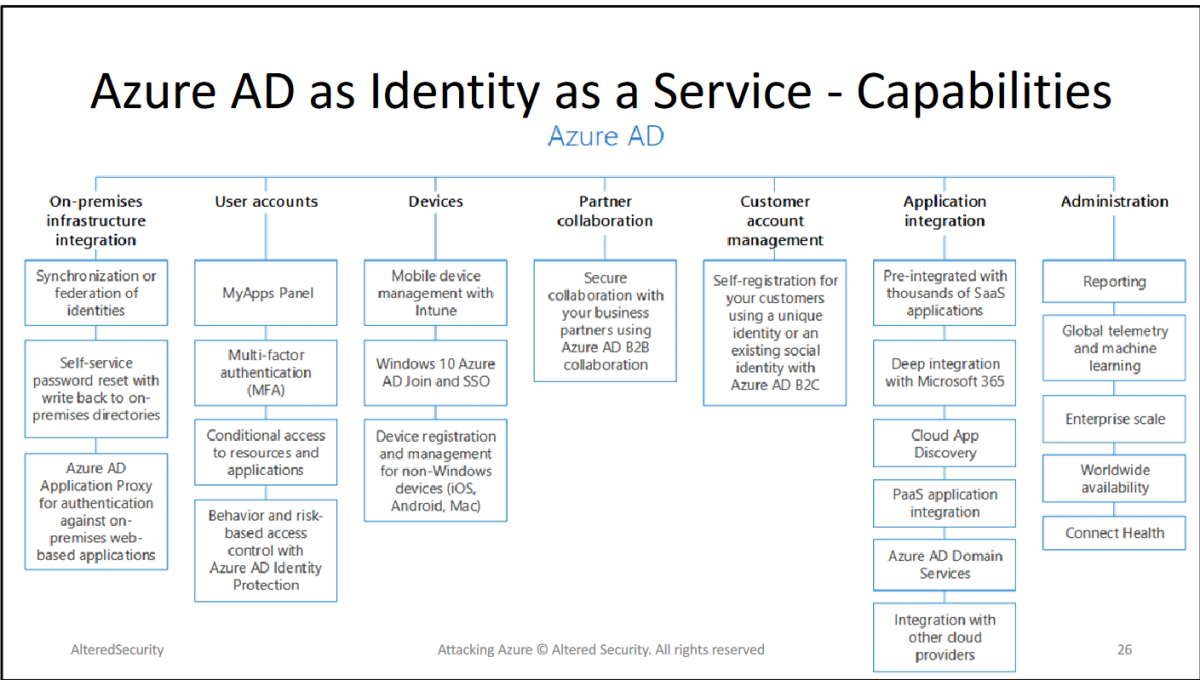 Azure AD as Identity as a Service - Capabilities
Azure AD
On-premises
infrastructure
integration
Synchronization or
federation of
identities
Self-service
password reset with
write back to on-
premises directories
Azure AD
Application Proxy
for authentication
against on-
premises web-
based applications
User accounts
MyApps Panel
Multi-factor
authentication
(MFA)
Conditional access
to resources and
applications
Behavior and risk-
based access
control with
Azure AD Identity
Protection
Devices
Mobile device
management with
Intune
Windows 10 Azure
AD Join and SSO
Device registration
and management
for non-Windows
devices (iOS,
Android, Mac)
Partner
collaboration
Secure
collaboration with
your business
partners using
Azure AD B2B
collaboration
Customer
account
management
Self-registration for
your customers
using a unique
identity or an
existing social
identity with
Azure AD B2C
Application
integration
Pre-integrated with
thousands of SaaS
applications
Deep integration
with Microsoft 365
Cloud App
Discovery
PaaS application
integration
Azure AD Domain
Services
Integration with
other cloud
providers
Administration
Reporting
Global telemetry
and machine
learning
Enterprise scale
Worldwide
availability
Connect Health
AlteredSecurity
Attacking Azure © Altered Security. All rights reserved
26